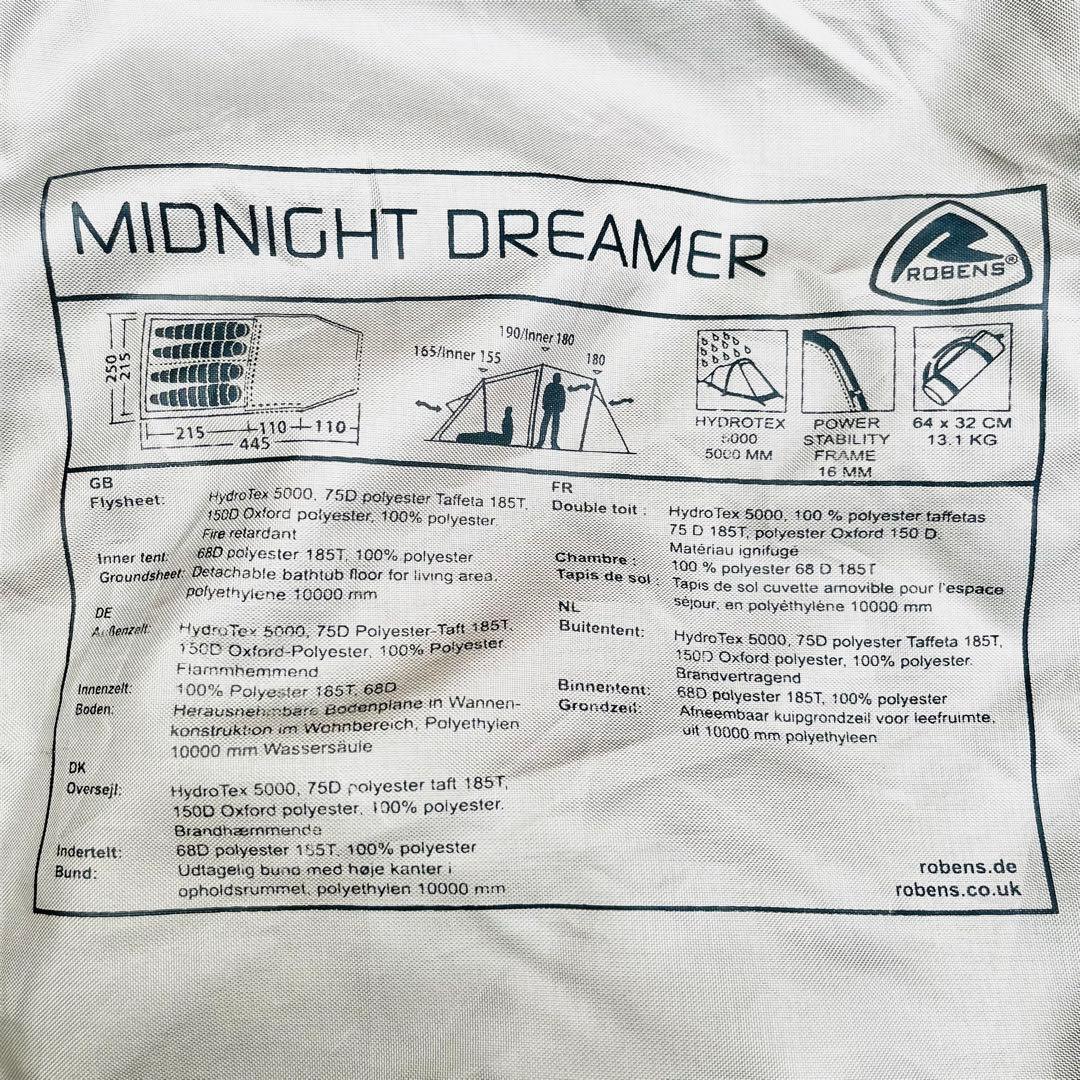 MIDNIGHT DREAMER
ROBENS®
250
215
215
110
110
445
165/Inner 155
190/Inner 180
180
HYDROTEX
5000
5000 MM
POWER
STABILITY
FRAME
16 MM
64 x 32 CM
13.1 KG
GB
Flysheet: HydroTex 5000, 75D polyester Taffeta 185T,
150D Oxford polyester, 100% polyester.
Fire retardant
Inner tent: 68D polyester 185T, 100% polyester
Groundsheet: Detachable bathtub floor for living area,
polyethylene 10000 mm
DE
Außenzelt: HydroTex 5000, 75D Polyester-Taft 185T,
150D Oxford-Polyester, 100% Polyester.
Flammhemmend
Innenzelt: 100% Polyester 185T, 68D
Boden: Herausnehmbare Bodenplane in Wannen-
konstruktion im Wohnbereich, Polyethylen
10000 mm Wassersäule
DK
Oversejl: HydroTex 5000, 75D polyester taft 185T,
150D Oxford polyester, 100% polyester.
Brandhæmmende
Indertelt: 68D polyester 185T, 100% polyester
Bund: Udtagelig bund med høje kanter i
opholdsrummet, polyethylen 10000 mm
FR
Double toit : HydroTex 5000, 100 % polyester taffetas
75 D 185T, polyester Oxford 150 D.
Matériau ignifugé
Chambre : 100 % polyester 68 D 185T
Tapis de sol : Tapis de sol cuvette amovible pour l'espace
séjour, en polyéthylène 10000 mm
NL
Buitentent: HydroTex 5000, 75D polyester Taffeta 185T,
150D Oxford polyester, 100% polyester.
Brandvertragend
Binnentent: 68D polyester 185T, 100% polyester
Grondzeil: Afneembaar kuipgrondzeil voor leefruimte,
uit 10000 mm polyethyleen
robens.de
robens.co.uk